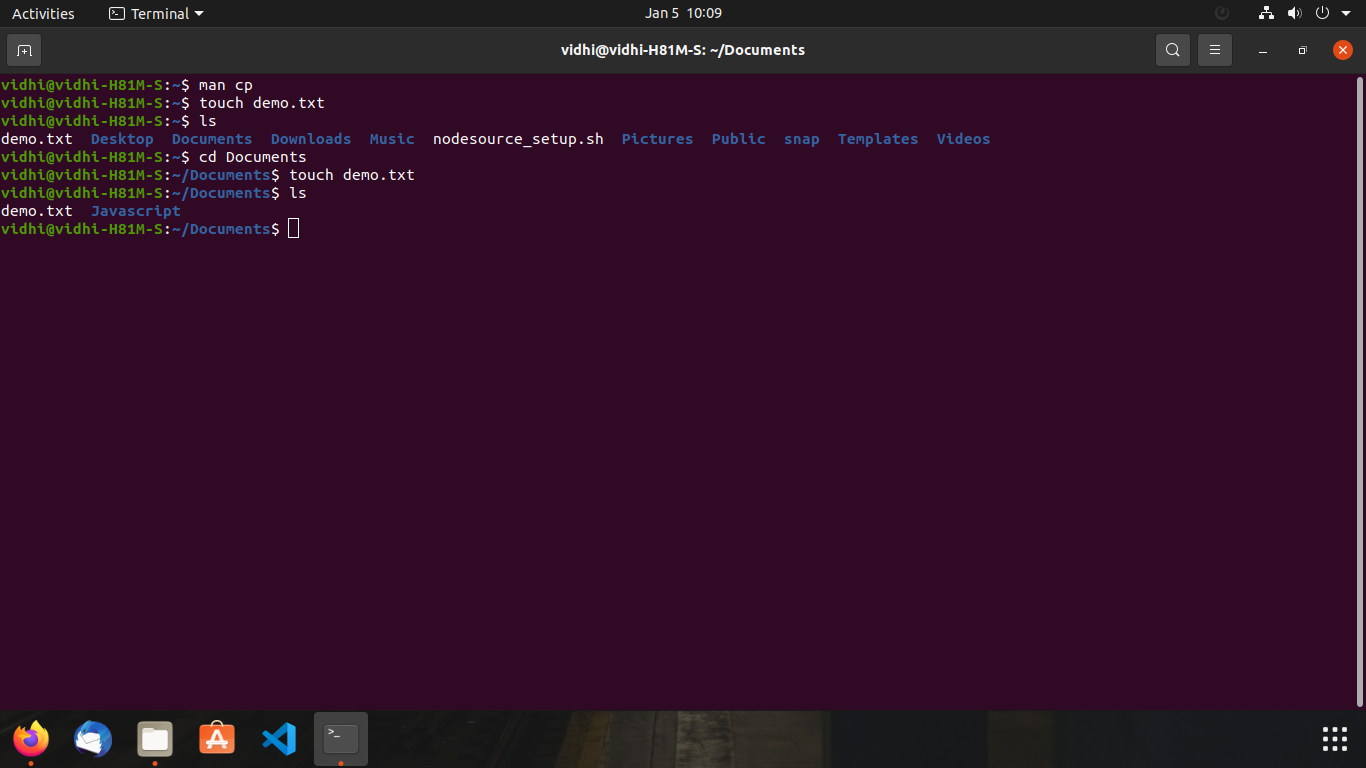 Activities Terminal Jan 5 10:09
vidhi@vidhi-H81M-S: ~/Documents
vidhi@vidhi-H81M-S:~$ man cp
vidhi@vidhi-H81M-S:~$ touch demo.txt
vidhi@vidhi-H81M-S:~$ ls
demo.txt  Desktop  Documents  Downloads  Music  nodesource_setup.sh  Pictures  Public  snap  Templates  Videos
vidhi@vidhi-H81M-S:~$ cd Documents
vidhi@vidhi-H81M-S:~/Documents$ touch demo.txt
vidhi@vidhi-H81M-S:~/Documents$ ls
demo.txt  Javascript
vidhi@vidhi-H81M-S:~/Documents$